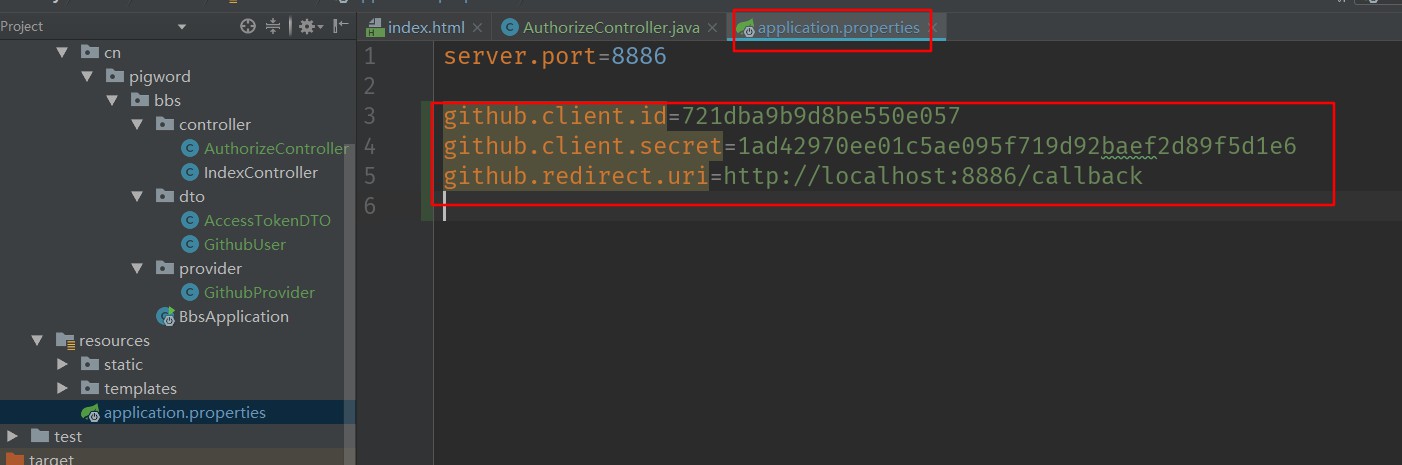 Project
index.html
AuthorizeController.java
application.properties
cn
pigword
bbs
controller
AuthorizeController
IndexController
dto
AccessTokenDTO
GithubUser
provider
GithubProvider
BbsApplication
resources
static
templates
application.properties
test
target
1 server.port=8886
2
3 github.client.id=721dba9b9d8be550e057
4 github.client.secret=1ad42970ee01c5ae095f719d92baef2d89f5d1e6
5 github.redirect.uri=http://localhost:8886/callback
6